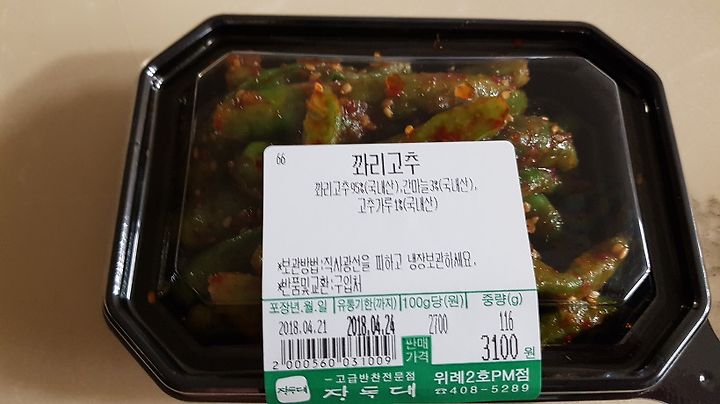 66
꽈리고추
꽈리고추95%(국내산),간마늘3%(국내산),
고추가루1%(국내산)
*보관방법:직사광선을 피하고 냉장보관하세요.
*반품및교환:구입처
포장년.월.일 유통기한(까지) 100g당(원) 중량(g)
2018.04.21 2018.04.24 2700 116
판매
가격 3100 원
2 000560 031009
-고급반찬전문점
장독대 장독대 위례2호PM점
☎408-5289